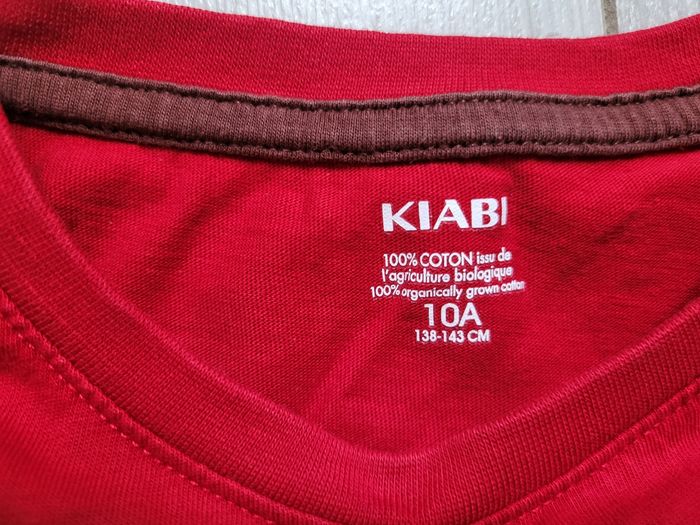 KIABI
100% COTON issu de
l'agriculture biologique
100% organically grown cotton
10A
138-143 CM